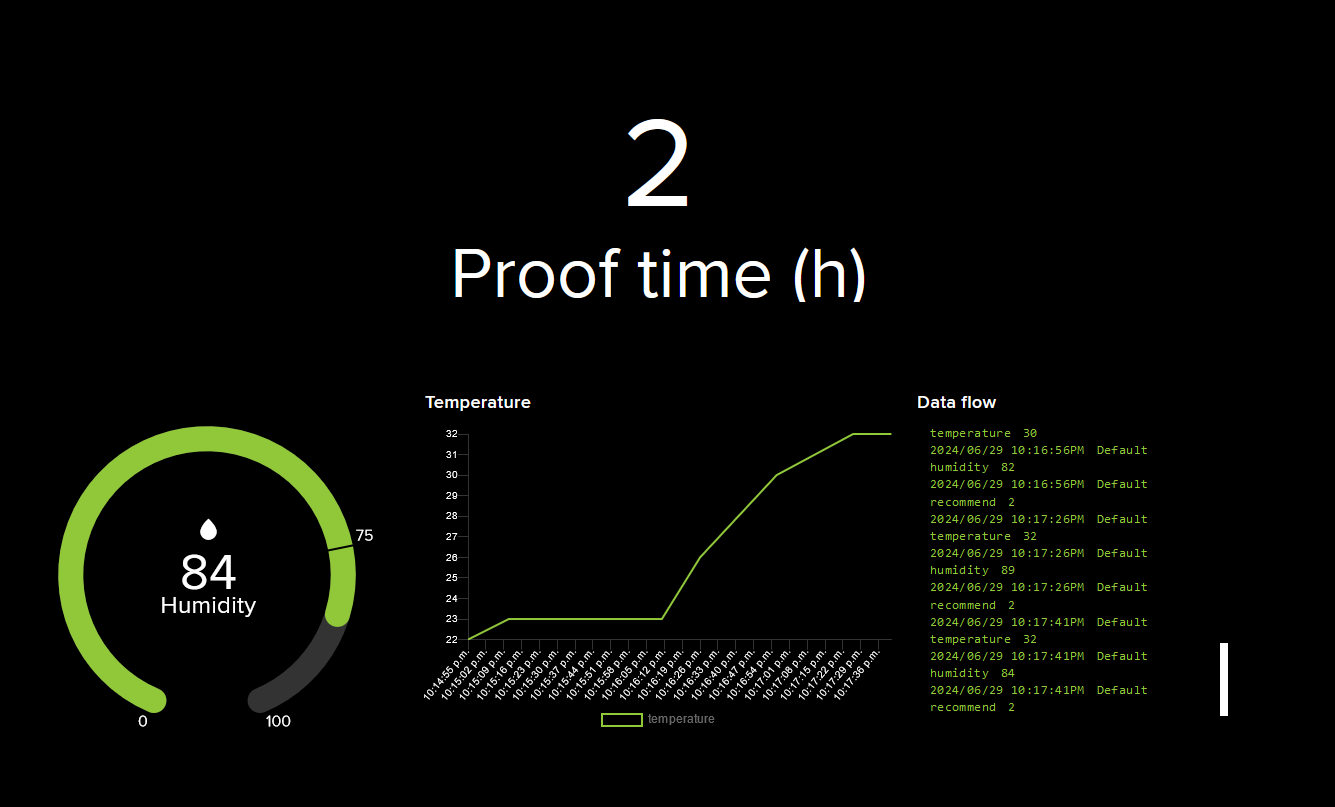 2
Proof time (h)
75
84
Humidity
0
100
Temperature
32
31
30
29
28
27
26
25
24
23
22
10:14:55 p.m.
10:15:02 p.m.
10:15:09 p.m.
10:15:16 p.m.
10:15:23 p.m.
10:15:30 p.m.
10:15:37 p.m.
10:15:44 p.m.
10:15:51 p.m.
10:15:58 p.m.
10:16:05 p.m.
10:16:12 p.m.
10:16:19 p.m.
10:16:26 p.m.
10:16:33 p.m.
10:16:40 p.m.
10:16:47 p.m.
10:16:54 p.m.
10:17:01 p.m.
10:17:08 p.m.
10:17:15 p.m.
10:17:22 p.m.
10:17:29 p.m.
10:17:36 p.m.
temperature
Data flow
temperature 30
2024/06/29 10:16:56PM Default
humidity 82
2024/06/29 10:16:56PM Default
recommend 2
2024/06/29 10:17:26PM Default
temperature 32
2024/06/29 10:17:26PM Default
humidity 89
2024/06/29 10:17:26PM Default
recommend 2
2024/06/29 10:17:41PM Default
temperature 32
2024/06/29 10:17:41PM Default
humidity 84
2024/06/29 10:17:41PM Default
recommend 2